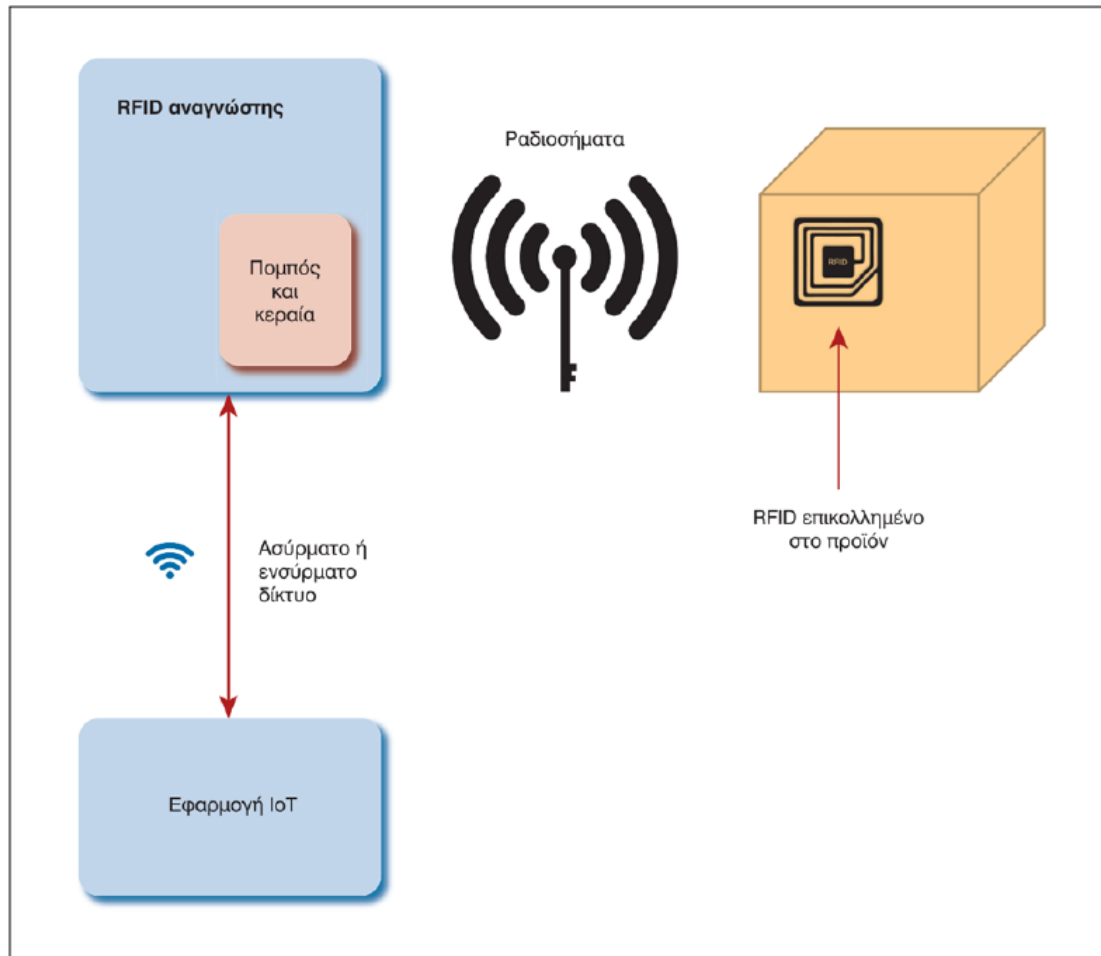 RFID αναγνώστης
Ραδιοσήματα
Πομπός
και
κεραία
RFID
RFID επικολλημένο
στο προϊόν
Ασύρματο ή
ενσύρματο
δίκτυο
Εφαρμογή IoT